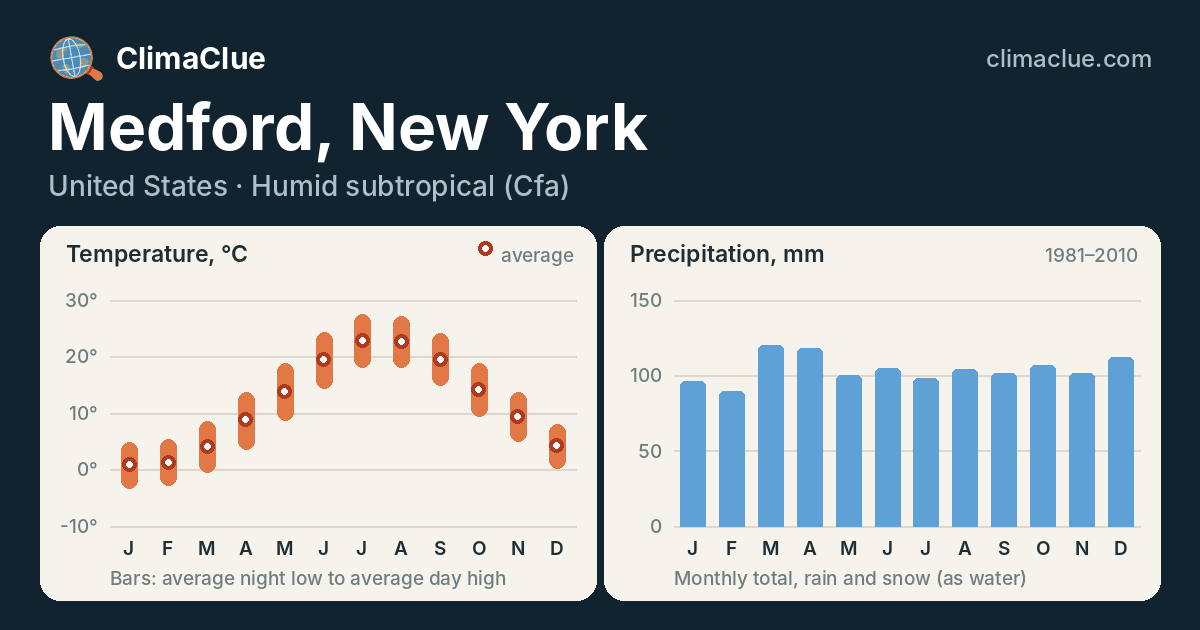 ClimaClue
climaclue.com
Medford, New York
United States · Humid subtropical (Cfa)
Temperature, °C
average
30°
20°
10°
0°
-10°
J F M A M J J A S O N D
Bars: average night low to average day high
Precipitation, mm
1981–2010
150
100
50
0
J F M A M J J A S O N D
Monthly total, rain and snow (as water)